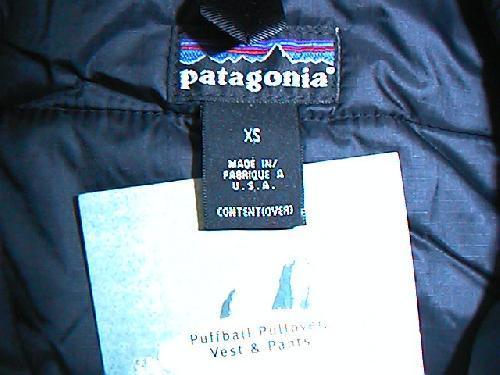 patagonia®
XS
MADE IN/
FABRIQUE A
U.S.A.
CONTENT(OVER)
Puffball Pullover,
Vest & Pants